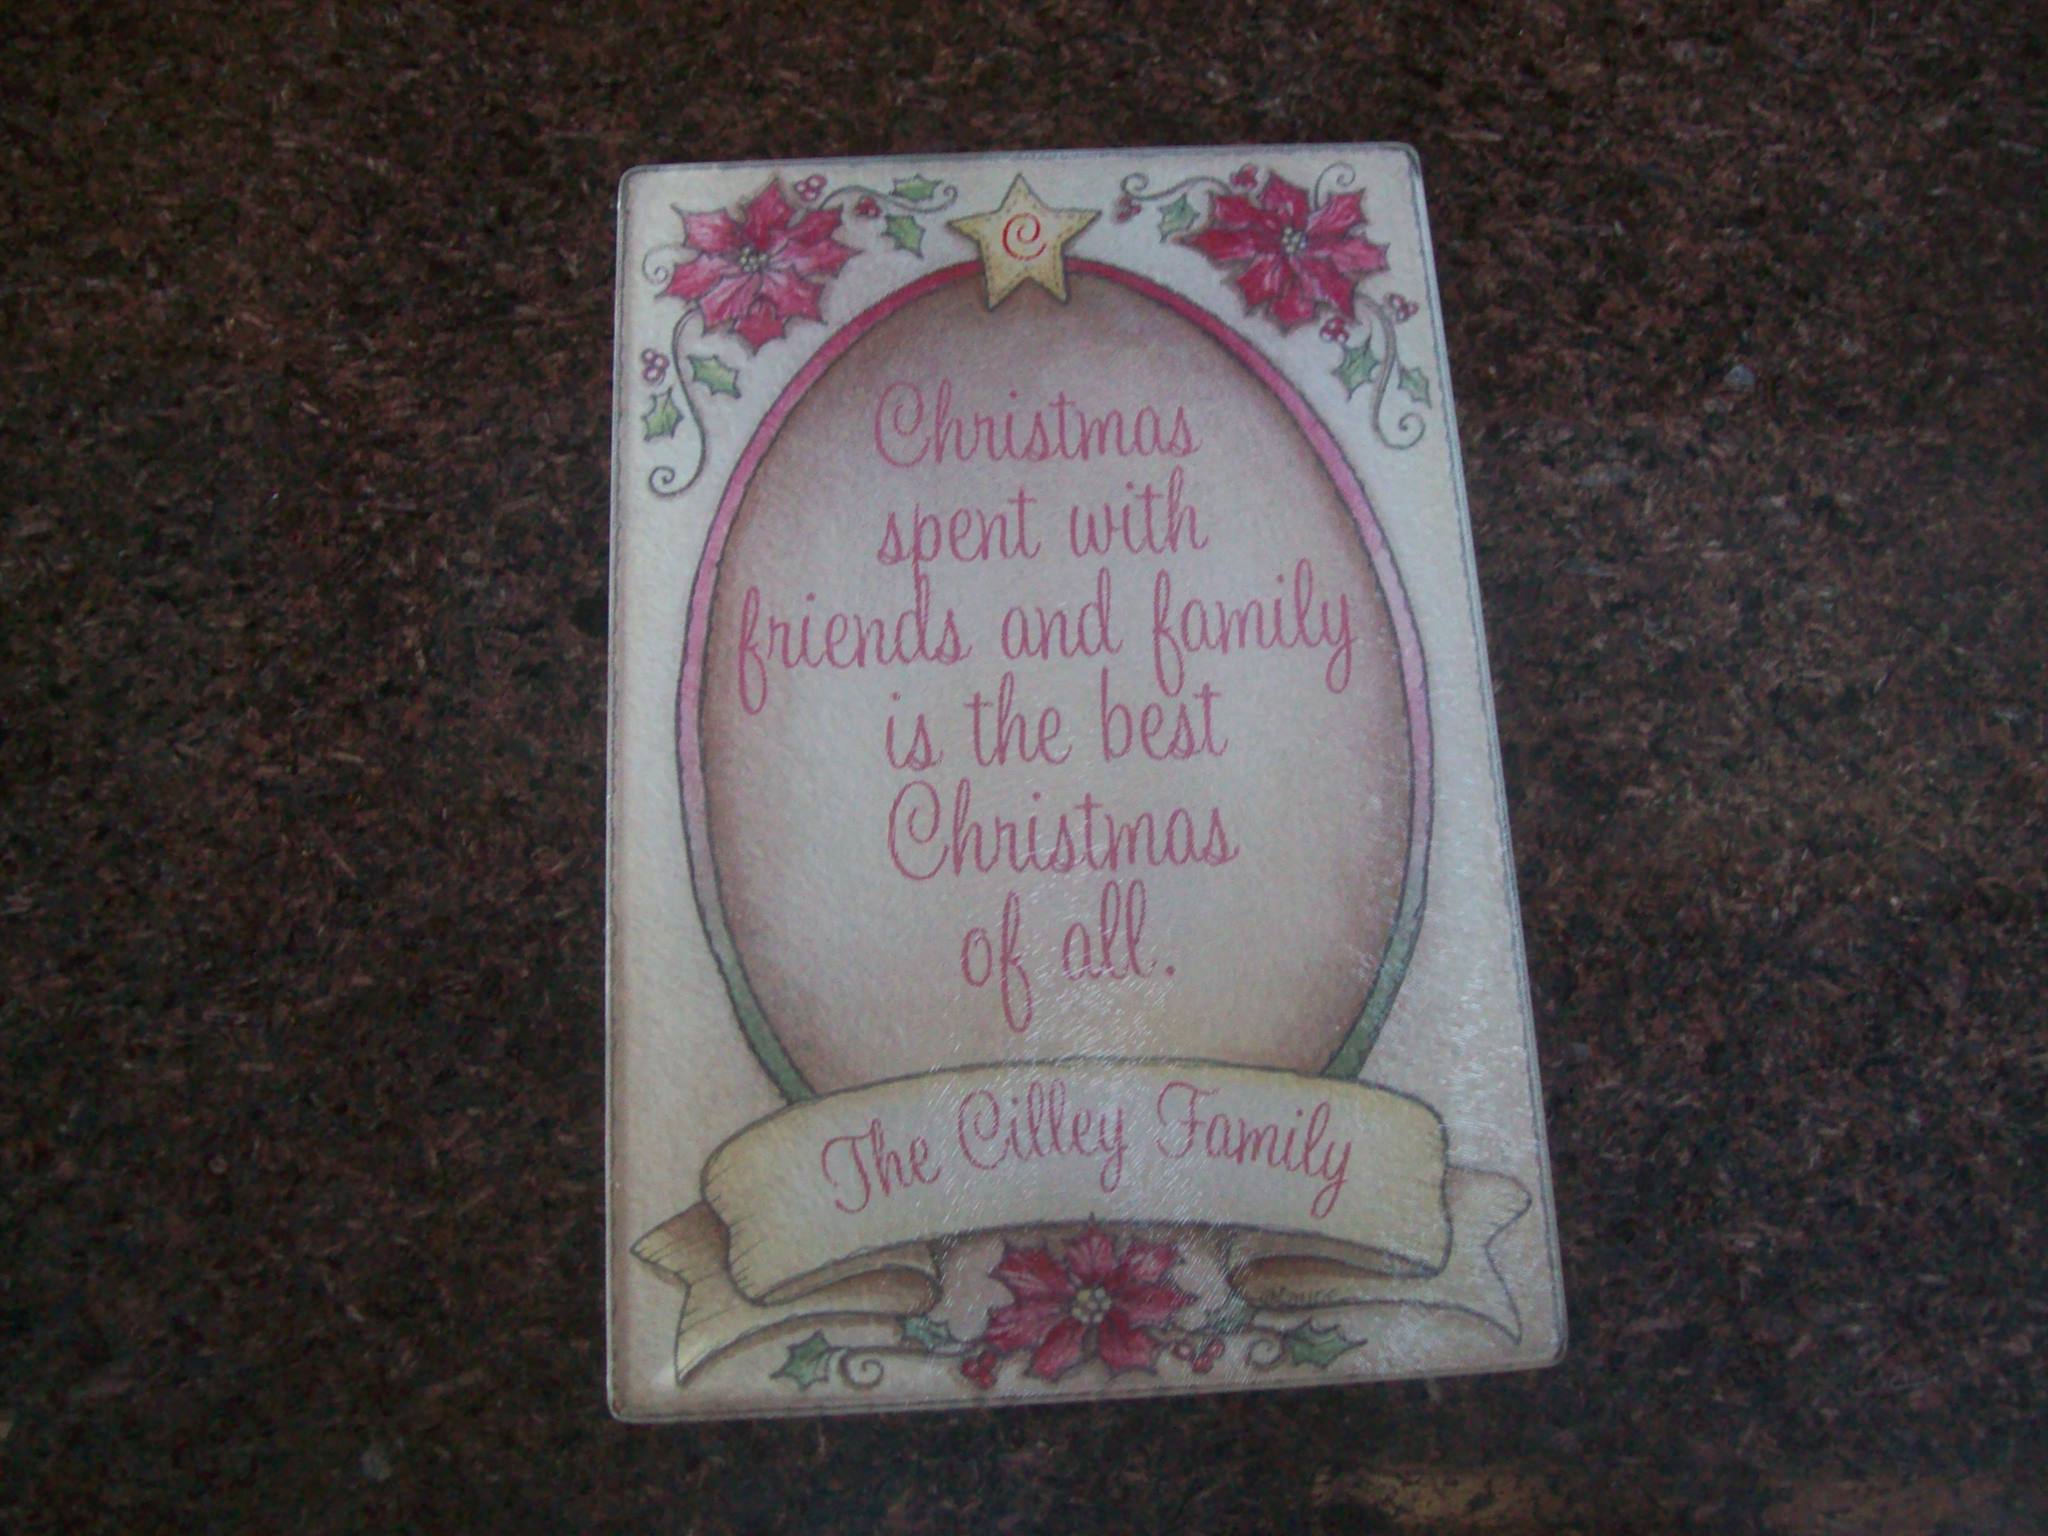 C
Christmas
spent with
friends and family
is the best
Christmas
of all.
The Cilley Family